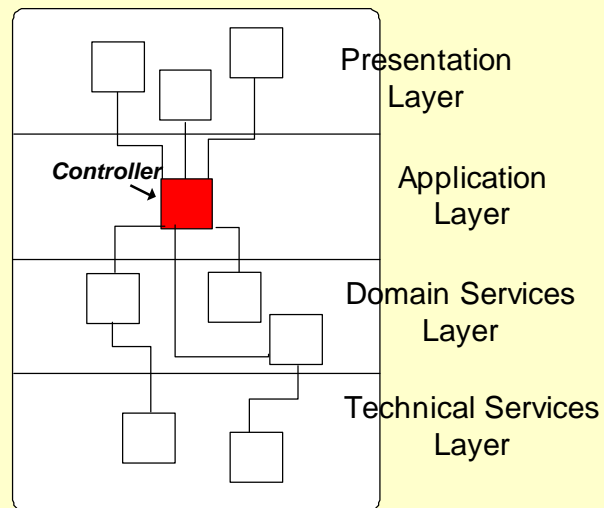 Presentation
Layer
Controller
Application
Layer
Domain Services
Layer
Technical Services
Layer